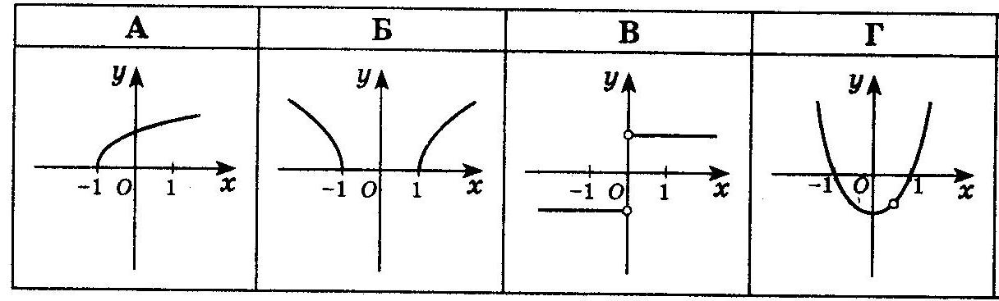 А Б В Г
y y y y
-1 O 1 x -1 O 1 x -1 O 1 x -1 O 1 x